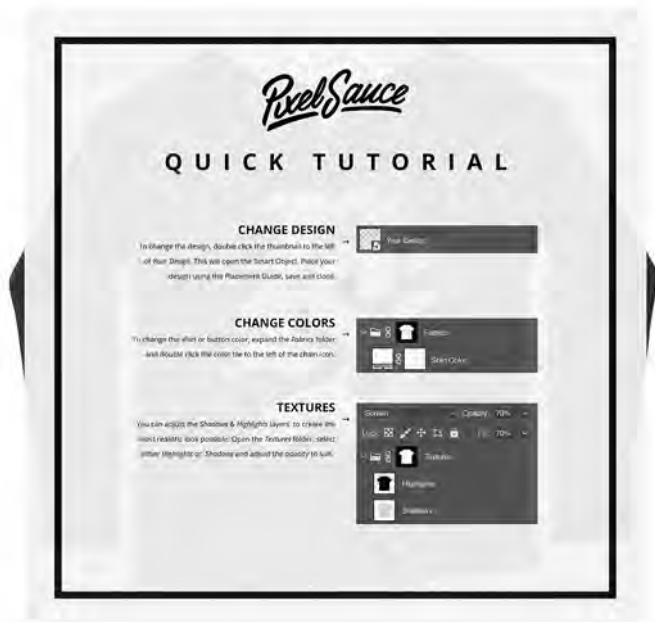 PixelSauce
QUICK TUTORIAL
CHANGE DESIGN
To change the design, double click the thumbnail to the left
of Your Design. This will open the Smart Object. Place your
design using the Placement Guide, save and close.
Your Design
CHANGE COLORS
To change the shirt or button color, expand the Fabrics folder
and double click the color tile to the left of the chain icon.
Fabrics
Shirt Color
TEXTURES
You can adjust the Shadows & Highlights layers to create the
most realistic look possible. Open the Textures folder, select
either Highlights or Shadows and adjust the opacity to suit.
Screen
Opacity: 70%
Lock:
Fill: 70%
Textures
Highlights
Shadows